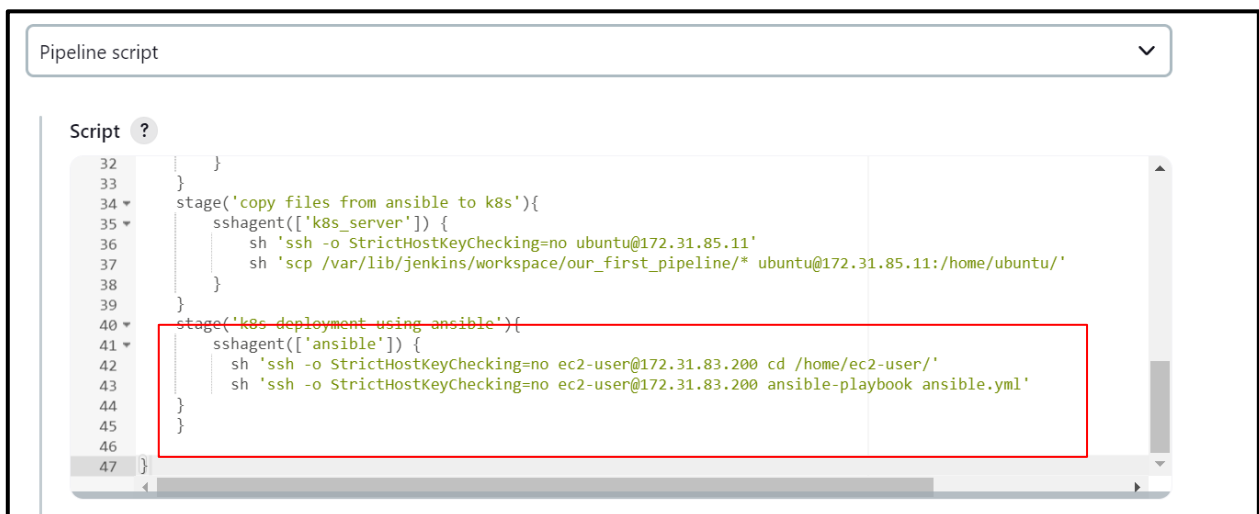 Pipeline script
Script ?
32 }
33 }
34 stage('copy files from ansible to k8s'){
35 sshagent(['k8s_server']) {
36 sh 'ssh -o StrictHostKeyChecking=no ubuntu@172.31.85.11'
37 sh 'scp /var/lib/jenkins/workspace/our_first_pipeline/* ubuntu@172.31.85.11:/home/ubuntu/'
38 }
39 }
40 stage('k8s deployment using ansible'){
41 sshagent(['ansible']) {
42 sh 'ssh -o StrictHostKeyChecking=no ec2-user@172.31.83.200 cd /home/ec2-user/'
43 sh 'ssh -o StrictHostKeyChecking=no ec2-user@172.31.83.200 ansible-playbook ansible.yml'
44 }
45 }
46
47 }